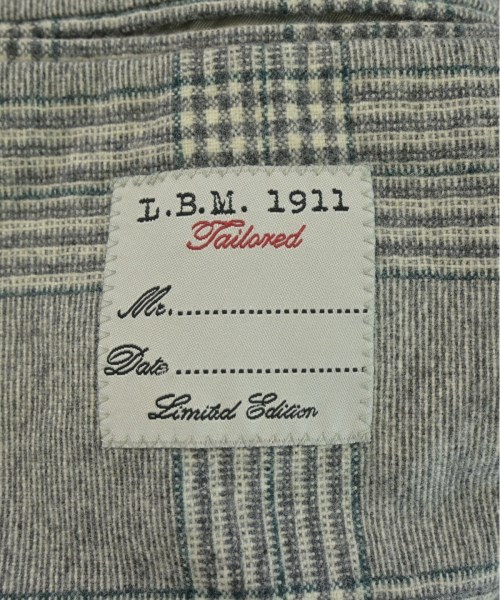 L.B.M. 1911
Tailored
Mr. ........................
Date ........................
Limited Edition